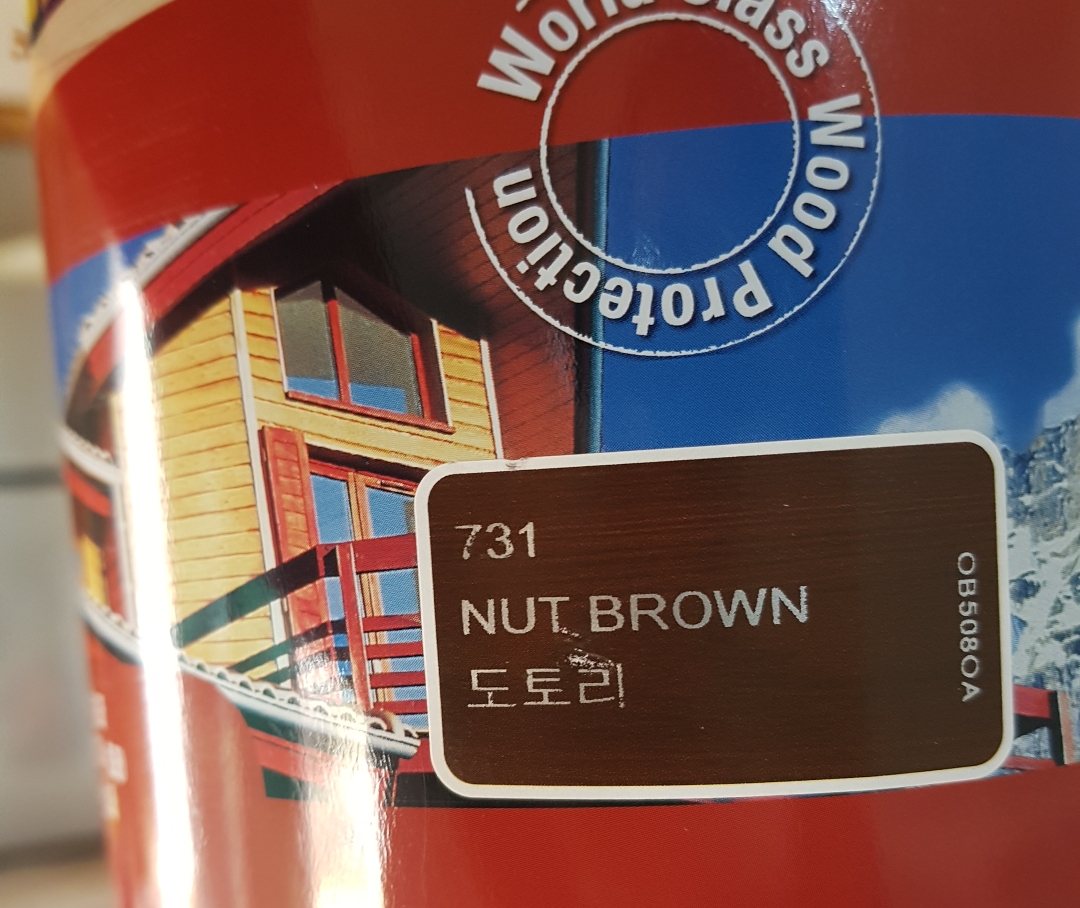 World Class Wood Protection
731
NUT BROWN
도토리
OB508OA